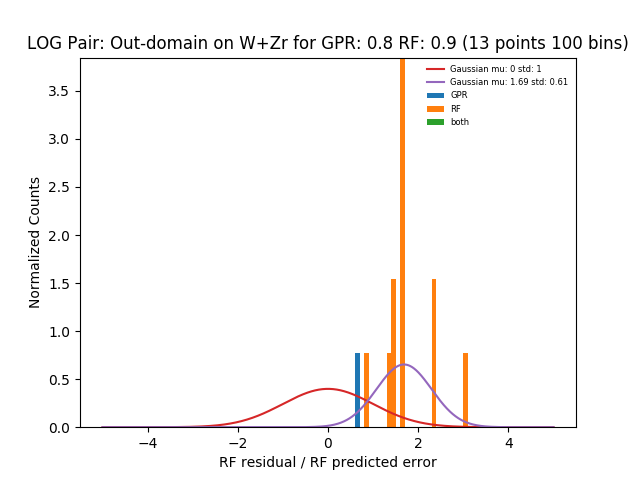 LOG Pair: Out-domain on W+Zr for GPR: 0.8 RF: 0.9 (13 points 100 bins)
Gaussian mu: 0 std: 1
Gaussian mu: 1.69 std: 0.61
GPR
RF
both
Normalized Counts
3.5
3.0
2.5
2.0
1.5
1.0
0.5
0.0
−4
−2
0
2
4
RF residual / RF predicted error